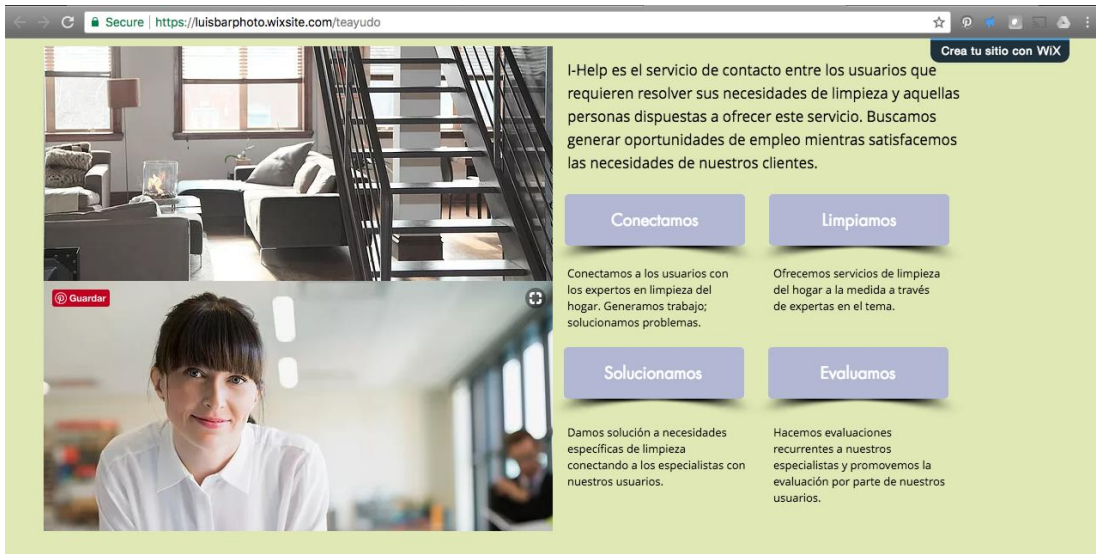 Secure | https://luisbarphoto.wixsite.com/teayudo
Crea tu sitio con WiX
I-Help es el servicio de contacto entre los usuarios que
requieren resolver sus necesidades de limpieza y aquellas
personas dispuestas a ofrecer este servicio. Buscamos
generar oportunidades de empleo mientras satisfacemos
las necesidades de nuestros clientes.
Conectamos
Conectamos a los usuarios con
los expertos en limpieza del
hogar. Generamos trabajo;
solucionamos problemas.
Limpiamos
Ofrecemos servicios de limpieza
del hogar a la medida a través
de expertas en el tema.
Guardar
Solucionamos
Damos solución a necesidades
específicas de limpieza
conectando a los especialistas con
nuestros usuarios.
Evaluamos
Hacemos evaluaciones
recurrentes a nuestros
especialistas y promovemos la
evaluación por parte de nuestros
usuarios.